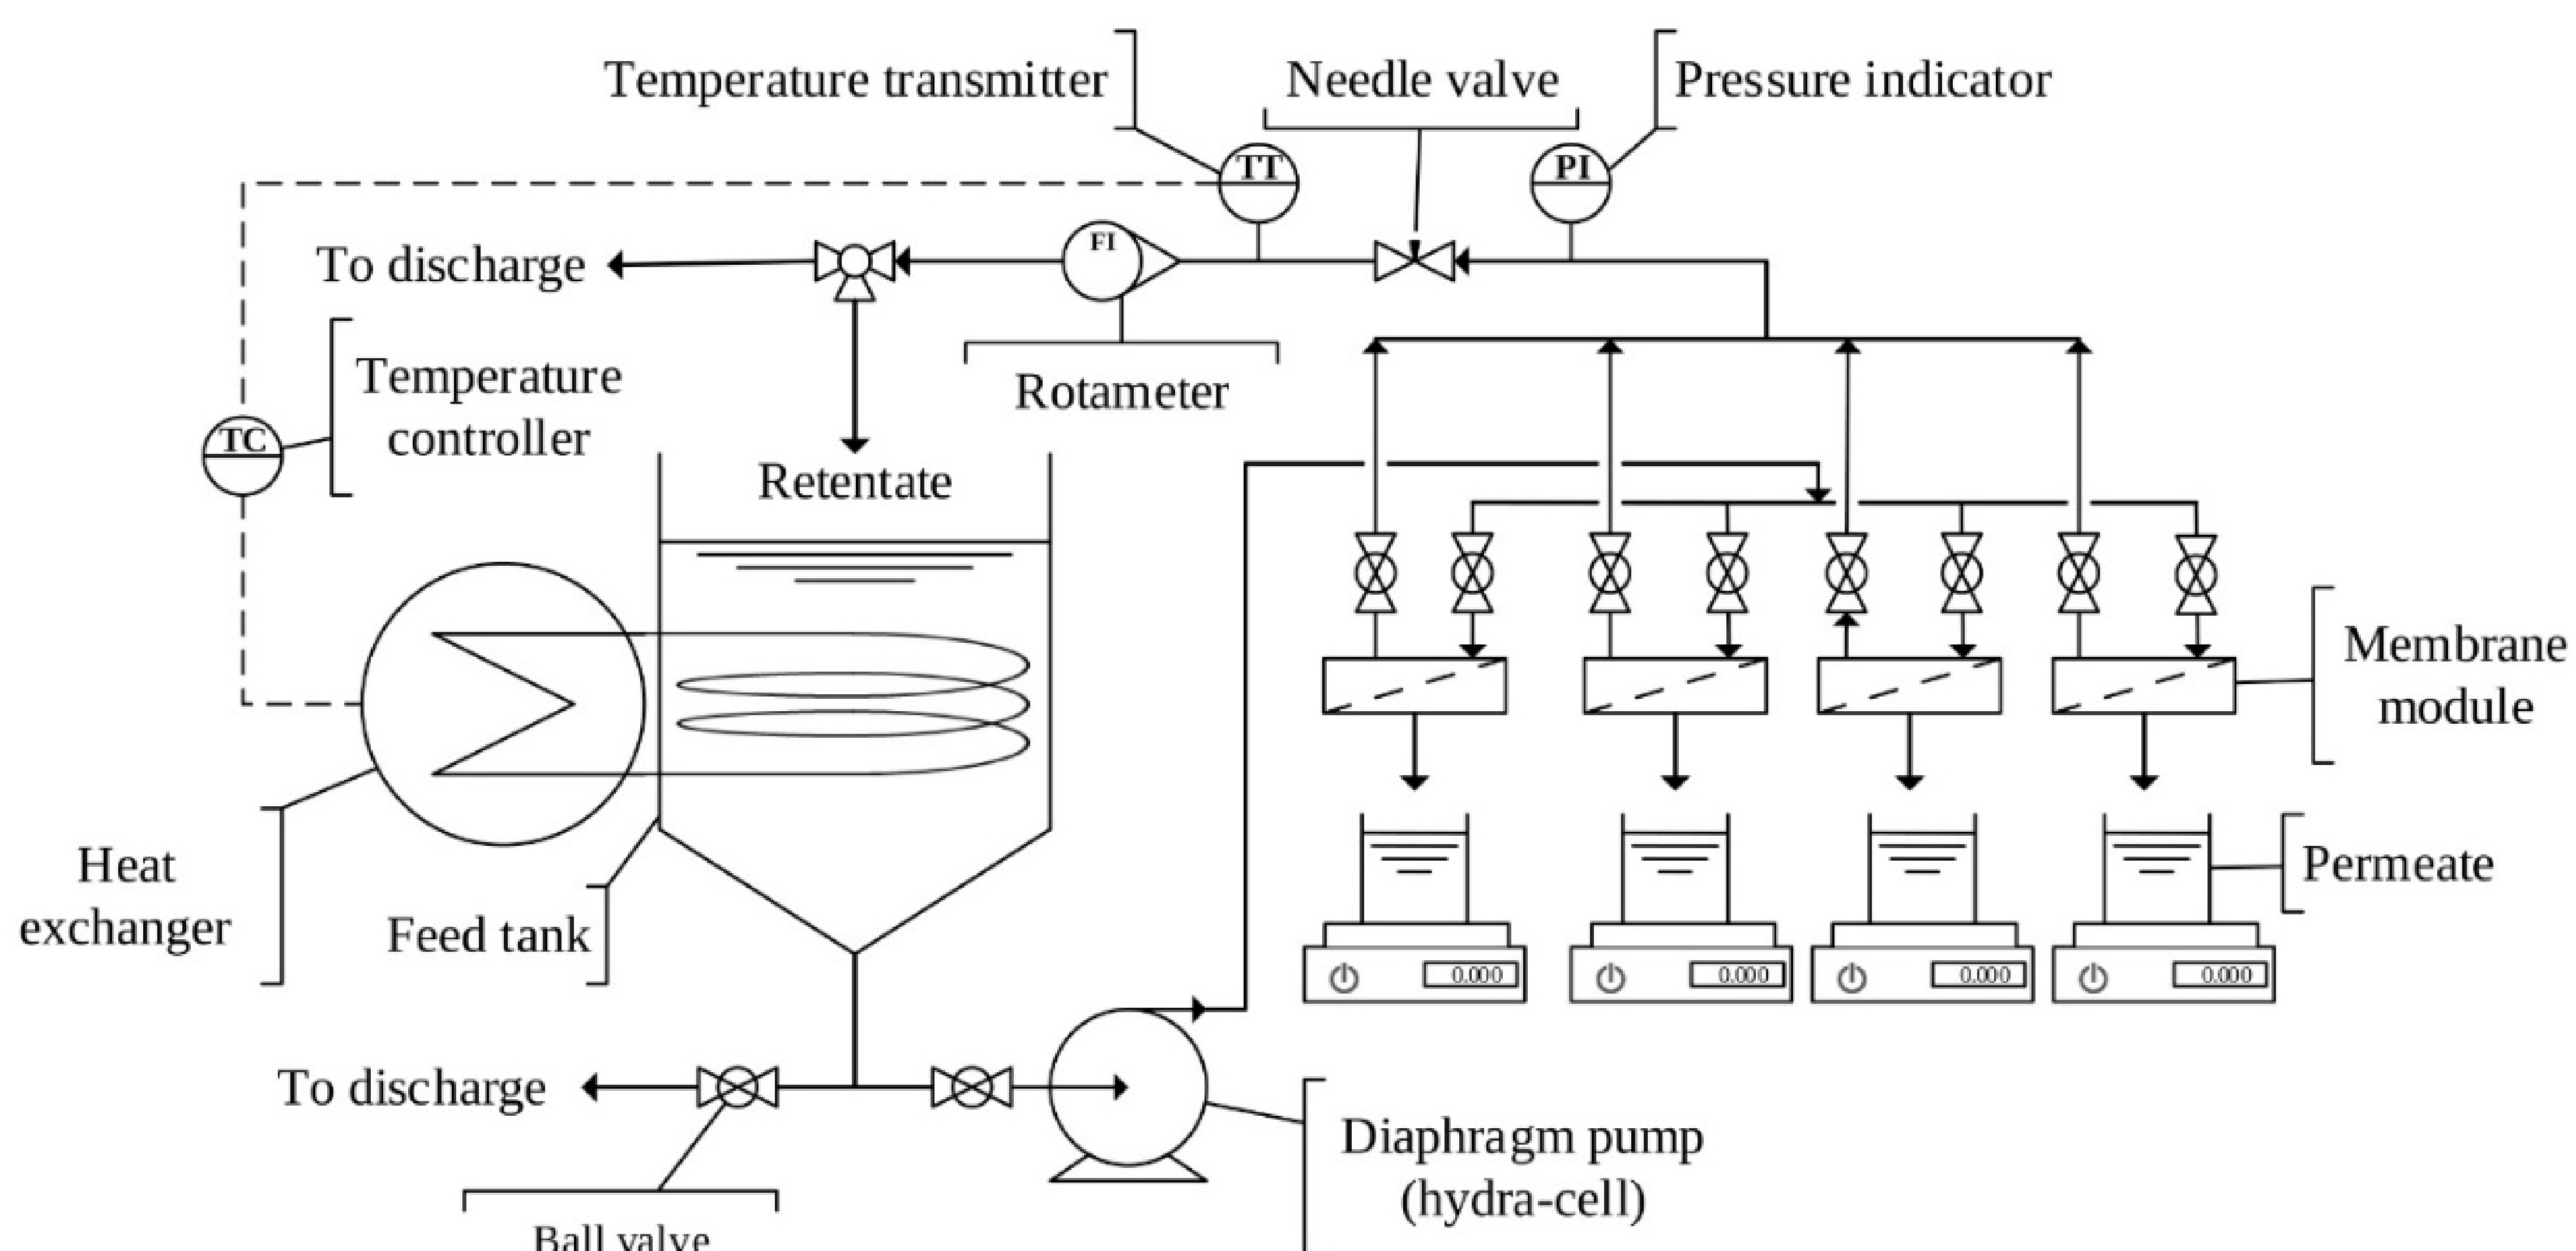 Temperature transmitter
Needle valve
Pressure indicator
TT
PI
To discharge
FI
Temperature
controller
Rotameter
TC
Retentate
Membrane
module
Heat
exchanger
Feed tank
Permeate
0.000
0.000
0.000
0.000
To discharge
Diaphragm pump
(hydra-cell)
Ball valve